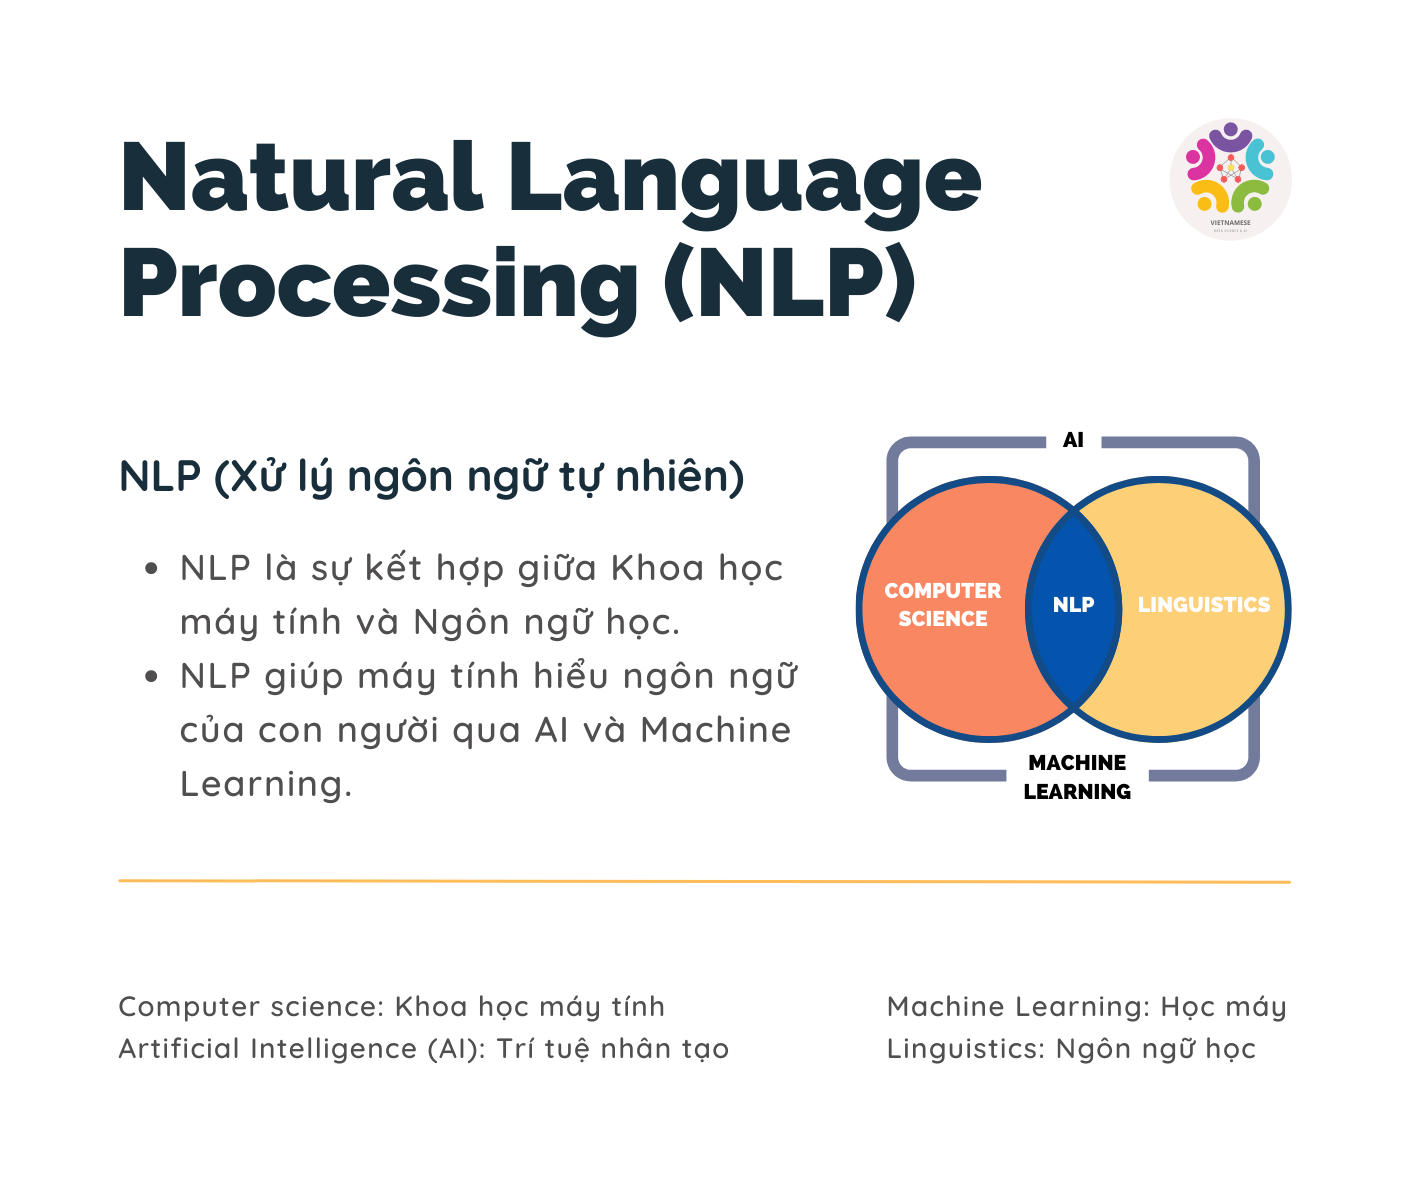 Natural Language
Processing (NLP)
VIETNAMESE
DATA SCIENCE & AI
NLP (Xử lý ngôn ngữ tự nhiên)
• NLP là sự kết hợp giữa Khoa học
máy tính và Ngôn ngữ học.
• NLP giúp máy tính hiểu ngôn ngữ
của con người qua AI và Machine
Learning.
AI
COMPUTER
SCIENCE
NLP
LINGUISTICS
MACHINE
LEARNING
Computer science: Khoa học máy tính
Artificial Intelligence (AI): Trí tuệ nhân tạo
Machine Learning: Học máy
Linguistics: Ngôn ngữ học